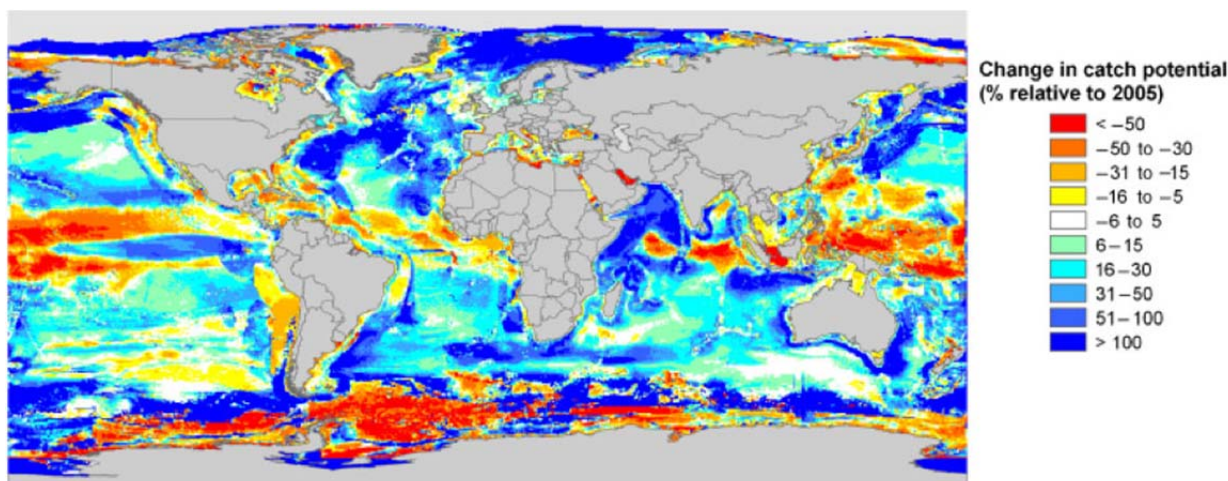 Change in catch potential
(% relative to 2005)
< –50
–50 to –30
–31 to –15
–16 to –5
–6 to 5
6–15
16–30
31–50
51–100
> 100